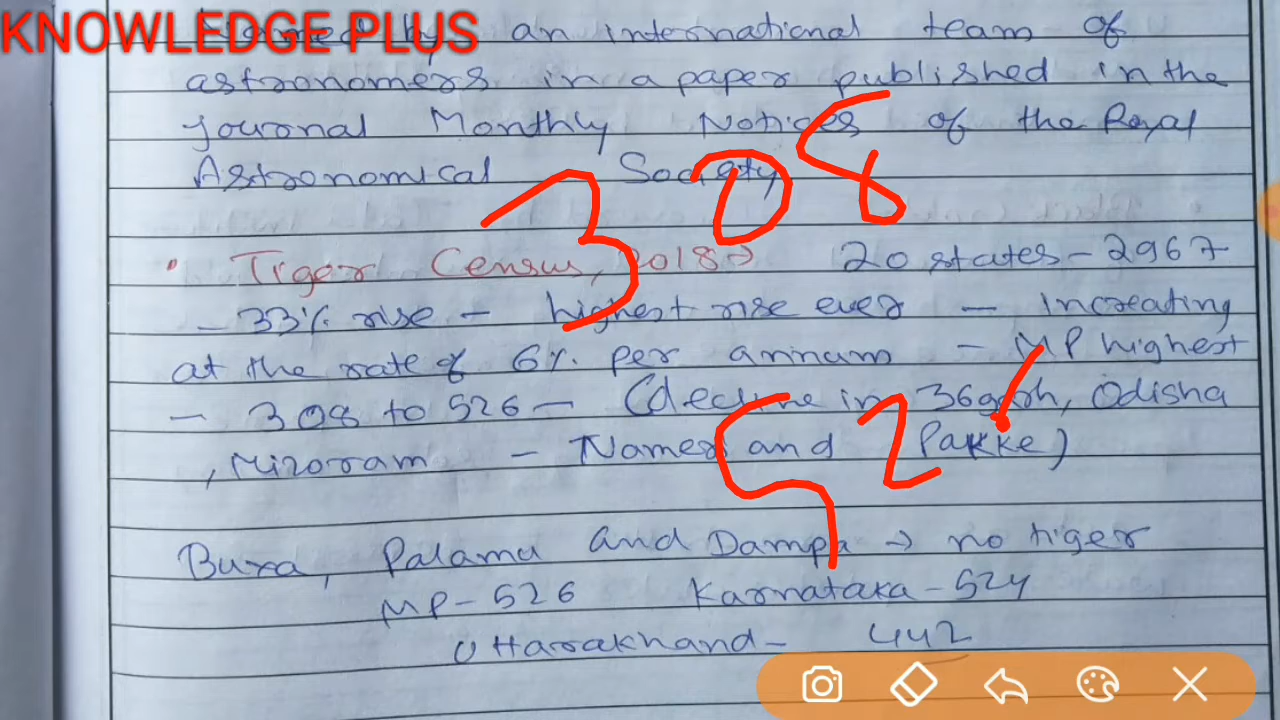 KNOWLEDGE PLUS
Named by an international team of
astronomers in a paper published in the
journal Monthly Notices of the Royal
Astronomical Society
308
• Tiger Census, 2018 → 20 states - 2967
- 33% rise - highest rise ever - increating
at the rate of 6% per annum - MP highest
- 308 to 526 - (decline in 36garh, Odisha
, Mizoram - Namer and Pakke)
52
Buxa, Palamu and Dampa → no tiger
MP - 526 Karnataka - 524
Uttarakhand - 442